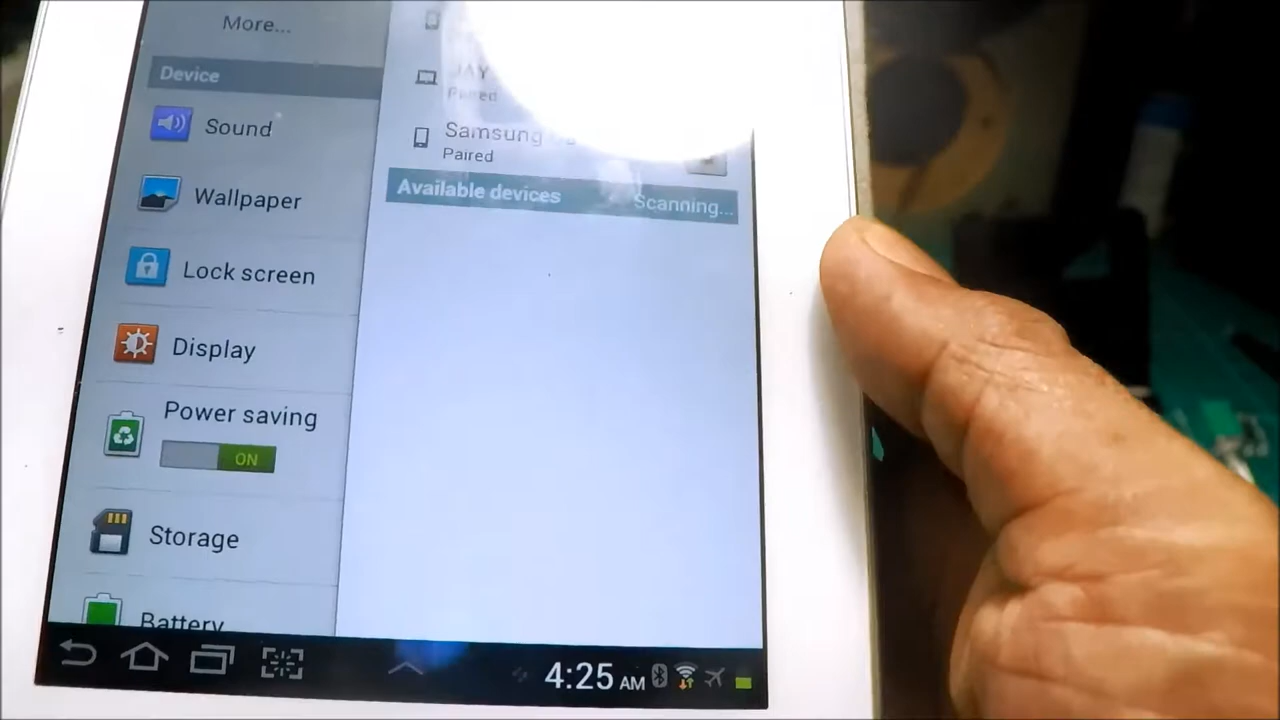 More...
Device
Sound
Wallpaper
Lock screen
Display
Power saving
ON
Storage
Battery
JAY
Paired
Samsung
Paired
Available devices
Scanning...
4:25 AM